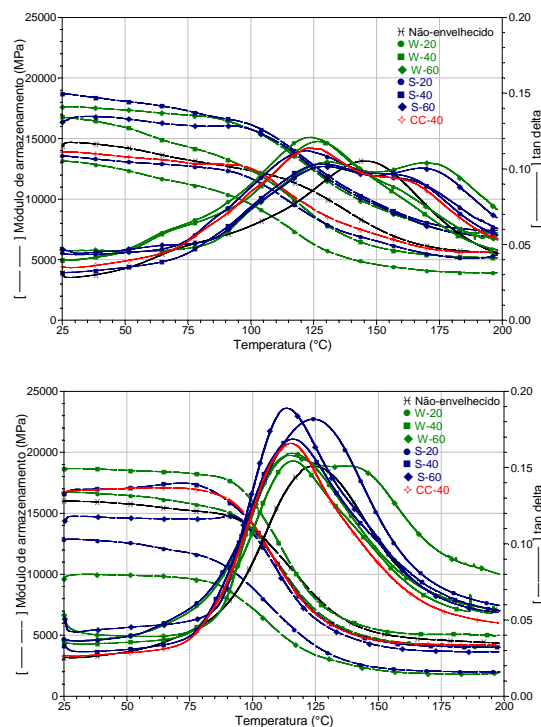 25000
20000
15000
10000
5000
0
[ —— —— ] Módulo de armazenamento (MPa)
0.20
0.15
0.10
0.05
0.00
[ ——— ] tan delta
Não-envelhecido
W-20
W-40
W-60
S-20
S-40
S-60
CC-40
25 50 75 100 125 150 175 200
Temperatura (°C)
25000
20000
15000
10000
5000
0
[ —— —— ] Módulo de armazenamento (MPa)
0.20
0.15
0.10
0.05
0.00
[ ——— ] tan delta
Não-envelhecido
W-20
W-40
W-60
S-20
S-40
S-60
CC-40
25 50 75 100 125 150 175 200
Temperatura (°C)